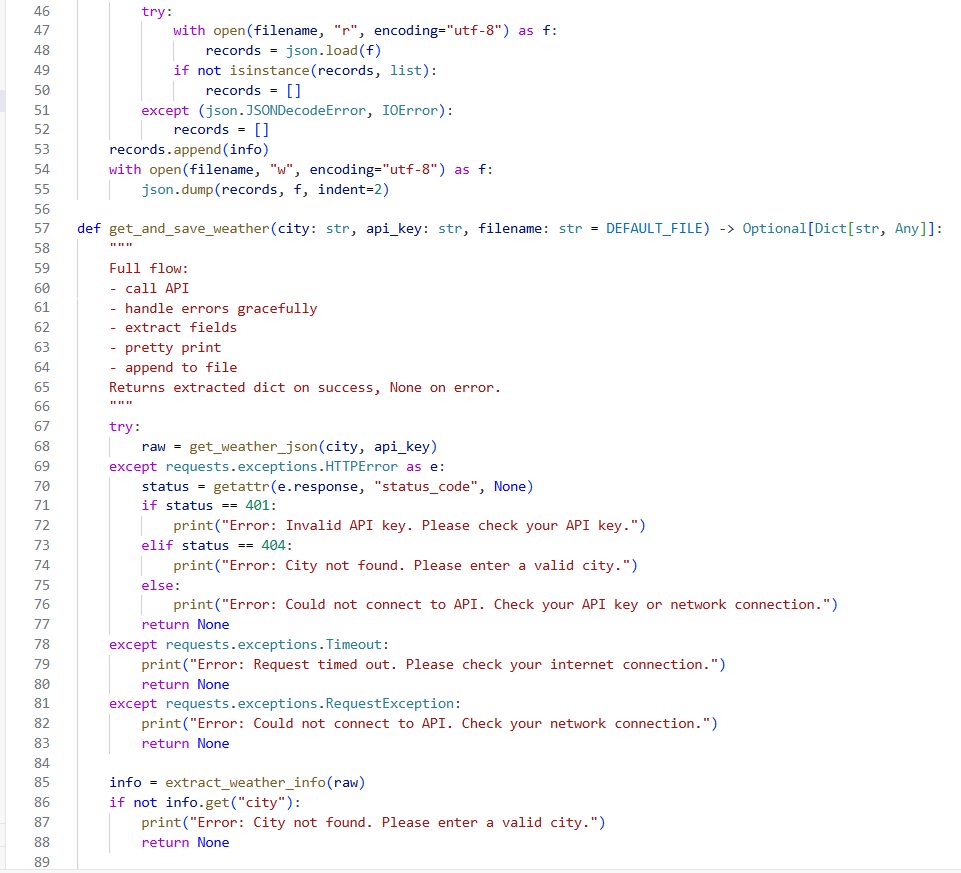 46 try:
47 with open(filename, "r", encoding="utf-8") as f:
48 records = json.load(f)
49 if not isinstance(records, list):
50 records = []
51 except (json.JSONDecodeError, IOError):
52 records = []
53 records.append(info)
54 with open(filename, "w", encoding="utf-8") as f:
55 json.dump(records, f, indent=2)
56
57 def get_and_save_weather(city: str, api_key: str, filename: str = DEFAULT_FILE) -> Optional[Dict[str, Any]]:
58 """
59 Full flow:
60 - call API
61 - handle errors gracefully
62 - extract fields
63 - pretty print
64 - append to file
65 Returns extracted dict on success, None on error.
66 """
67 try:
68 raw = get_weather_json(city, api_key)
69 except requests.exceptions.HTTPError as e:
70 status = getattr(e.response, "status_code", None)
71 if status == 401:
72 print("Error: Invalid API key. Please check your API key.")
73 elif status == 404:
74 print("Error: City not found. Please enter a valid city.")
75 else:
76 print("Error: Could not connect to API. Check your API key or network connection.")
77 return None
78 except requests.exceptions.Timeout:
79 print("Error: Request timed out. Please check your internet connection.")
80 return None
81 except requests.exceptions.RequestException:
82 print("Error: Could not connect to API. Check your network connection.")
83 return None
84
85 info = extract_weather_info(raw)
86 if not info.get("city"):
87 print("Error: City not found. Please enter a valid city.")
88 return None
89